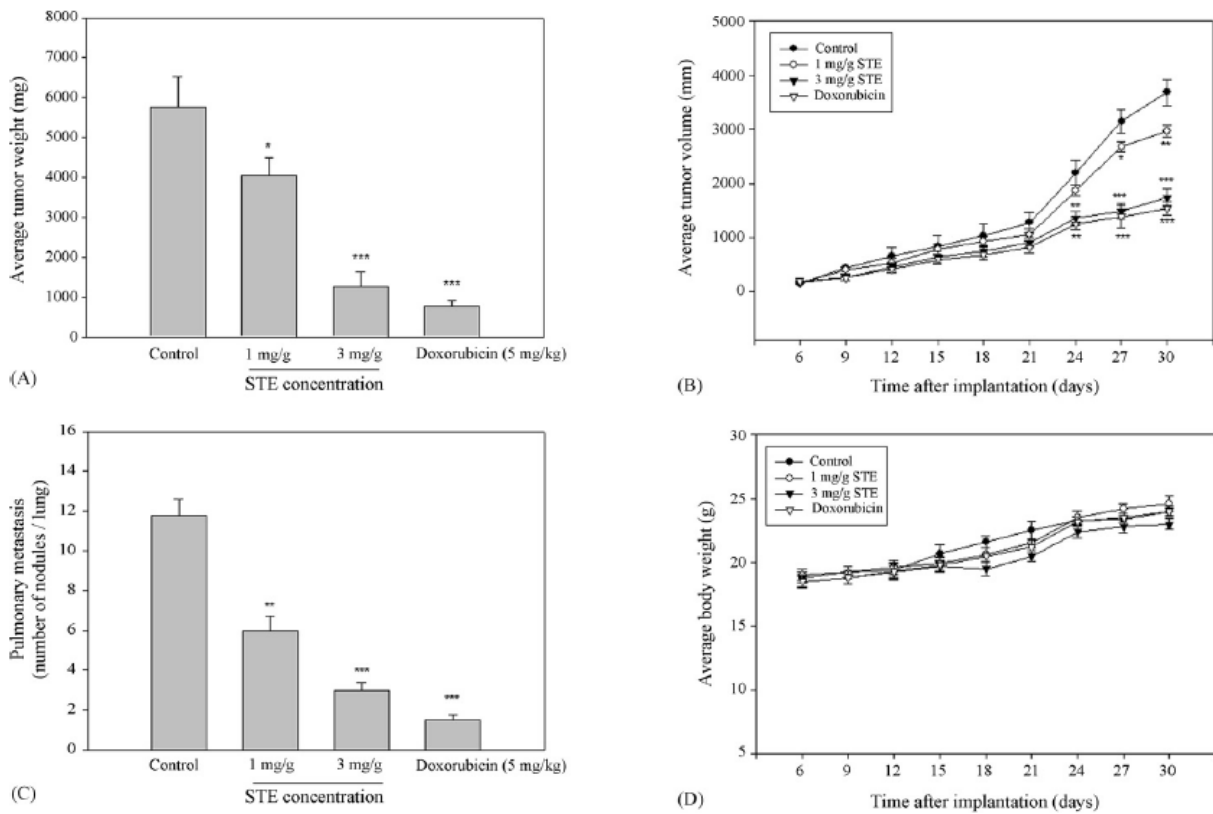 8000
7000
6000
5000
4000
3000
2000
1000
0
Average tumor weight (mg)
*
***
***
Control
1 mg/g
3 mg/g
Doxorubicin (5 mg/kg)
STE concentration
(A)
5000
4000
3000
2000
1000
0
Average tumor volume (mm)
Control
1 mg/g STE
3 mg/g STE
Doxorubicin
**
**
*
***
***
**
***
***
6 9 12 15 18 21 24 27 30
Time after implantation (days)
(B)
16
14
12
10
8
6
4
2
0
Pulmonary metastasis
(number of nodules / lung)
**
***
***
Control
1 mg/g
3 mg/g
Doxorubicin (5 mg/kg)
STE concentration
(C)
30
25
20
15
10
5
Average body weight (g)
Control
1 mg/g STE
3 mg/g STE
Doxorubicin
6 9 12 15 18 21 24 27 30
Time after implantation (days)
(D)